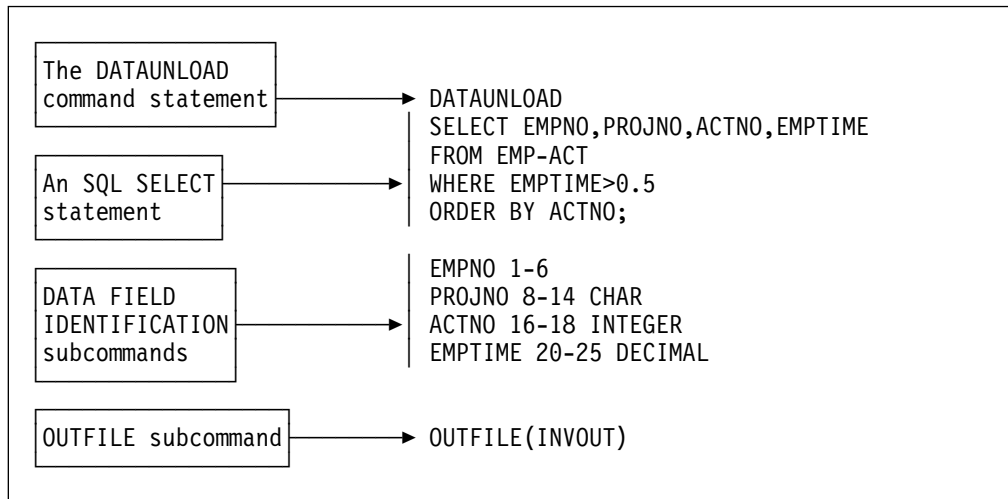 The DATAUNLOAD
command statement
DATAUNLOAD
SELECT EMPNO,PROJNO,ACTNO,EMPTIME
FROM EMP-ACT
An SQL SELECT
statement
WHERE EMPTIME>0.5
ORDER BY ACTNO;
DATA FIELD
IDENTIFICATION
subcommands
EMPNO 1-6
PROJNO 8-14 CHAR
ACTNO 16-18 INTEGER
EMPTIME 20-25 DECIMAL
OUTFILE subcommand
OUTFILE(INVOUT)